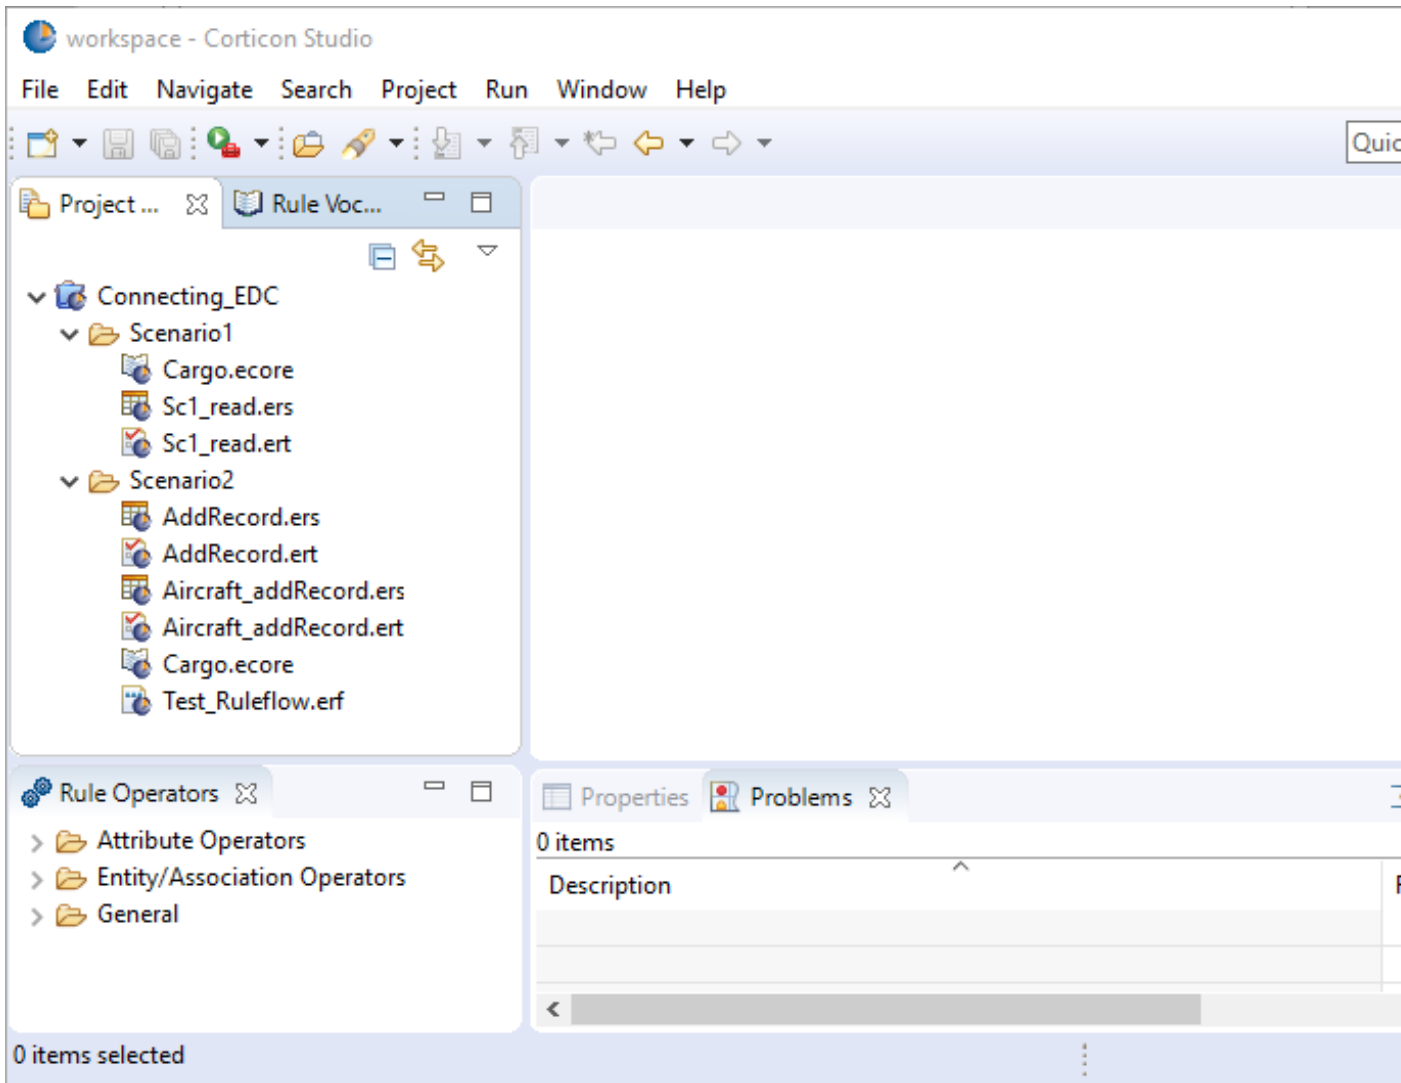 workspace - Corticon Studio
File Edit Navigate Search Project Run Window Help
Project ... Rule Voc...
Connecting_EDC
Scenario1
Cargo.ecore
Sc1_read.ers
Sc1_read.ert
Scenario2
AddRecord.ers
AddRecord.ert
Aircraft_addRecord.ers
Aircraft_addRecord.ert
Cargo.ecore
Test_Ruleflow.erf
Rule Operators
Attribute Operators
Entity/Association Operators
General
Properties Problems
0 items
Description
0 items selected